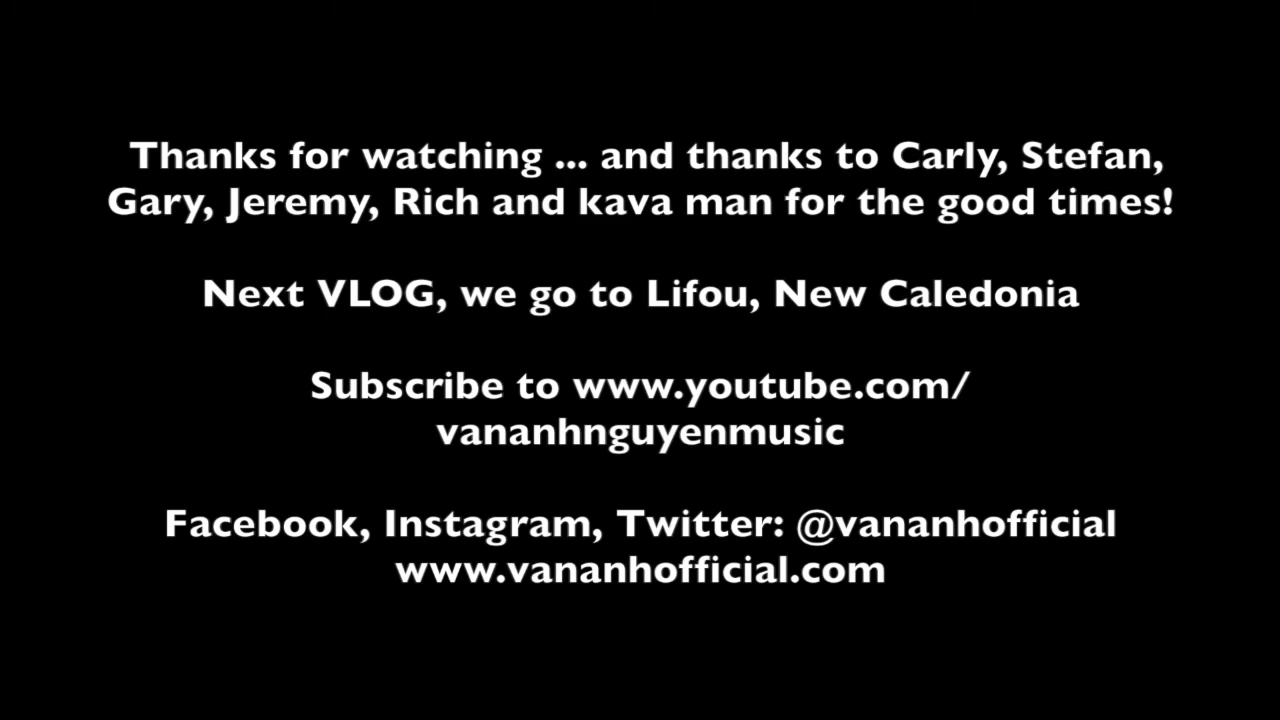 Thanks for watching ... and thanks to Carly, Stefan,
Gary, Jeremy, Rich and kava man for the good times!
Next VLOG, we go to Lifou, New Caledonia
Subscribe to www.youtube.com/
vananhnguyenmusic
Facebook, Instagram, Twitter: @vananhofficial
www.vananhofficial.com